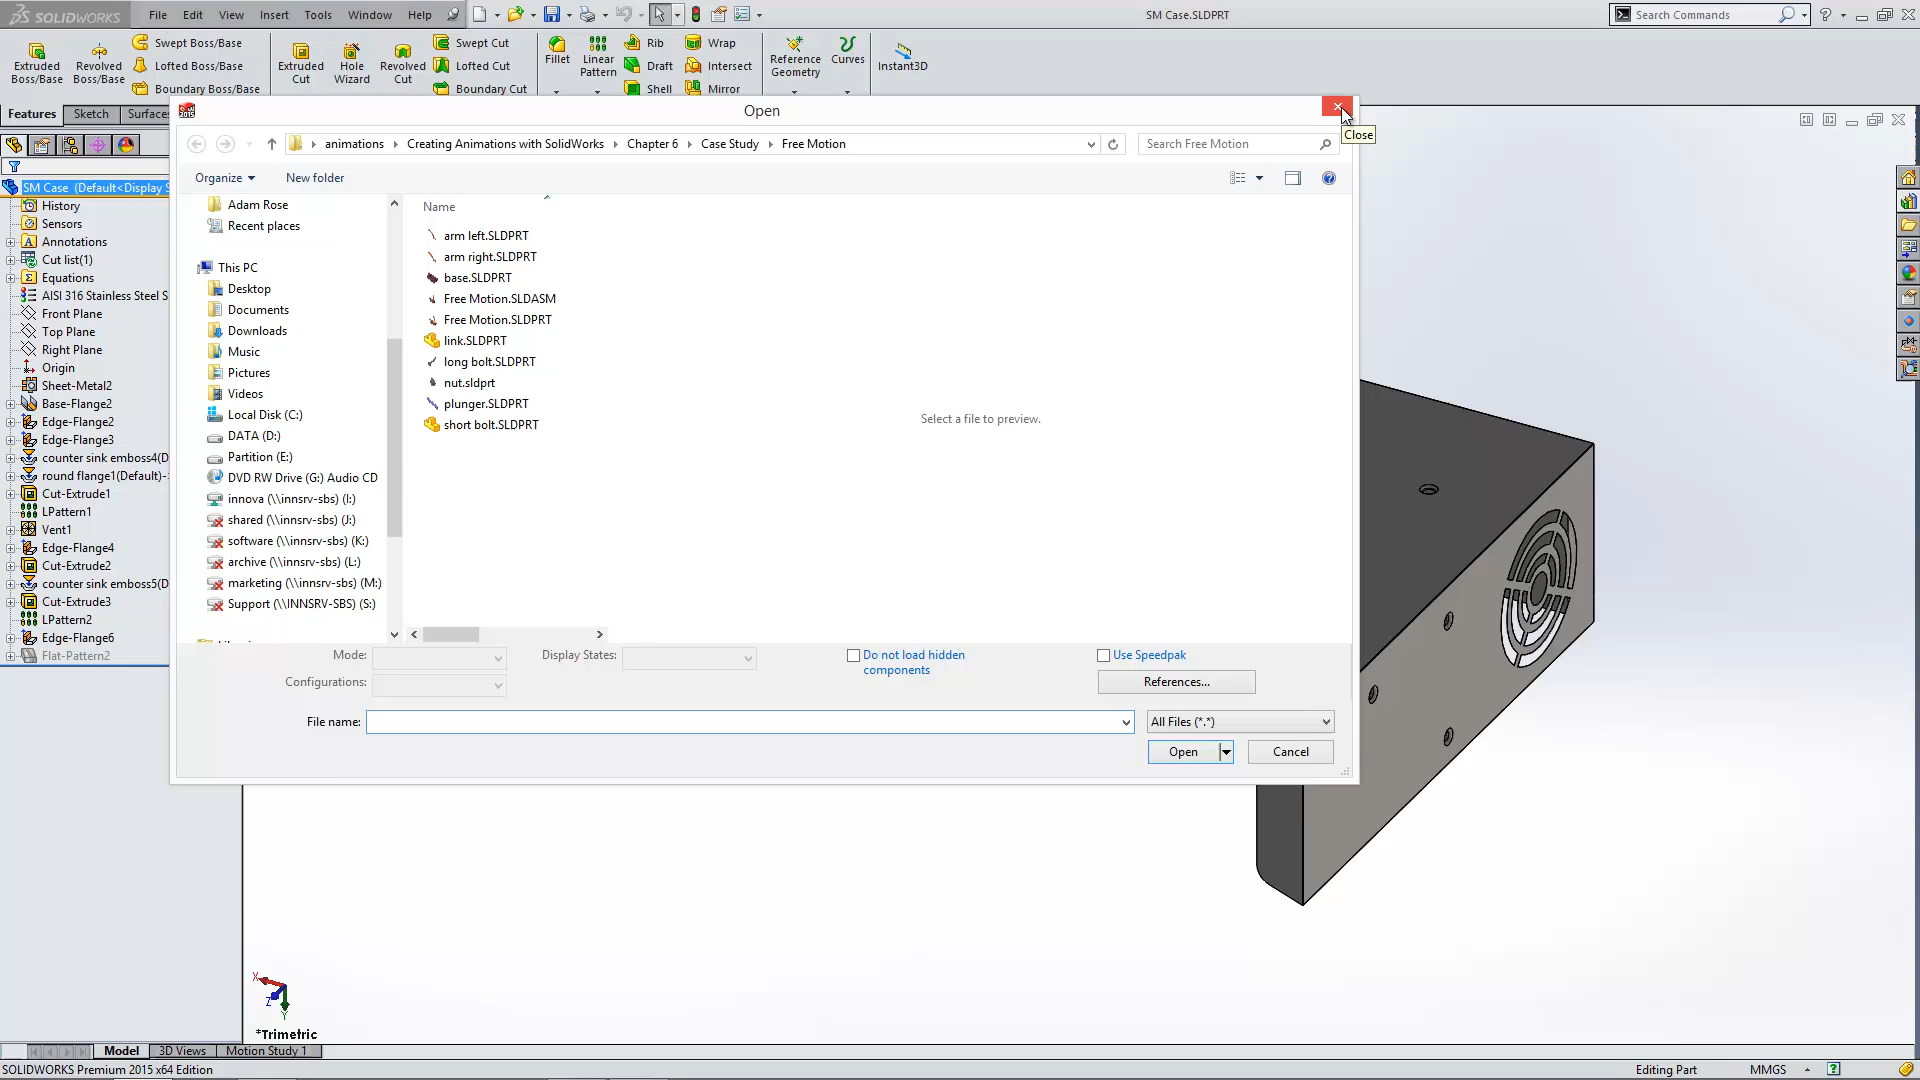 SOLIDWORKS File Edit View Insert Tools Window Help SM Case.SLDPRT Search Commands
Extruded Boss/Base
Revolved Boss/Base
Swept Boss/Base
Lofted Boss/Base
Boundary Boss/Base
Extruded Cut
Hole Wizard
Revolved Cut
Swept Cut
Lofted Cut
Boundary Cut
Fillet
Linear Pattern
Rib
Draft
Shell
Wrap
Intersect
Mirror
Reference Geometry
Curves
Instant3D
Features Sketch Surfaces
SM Case (Default<Display S
History
Sensors
Annotations
Cut list(1)
Equations
AISI 316 Stainless Steel S
Front Plane
Top Plane
Right Plane
Origin
Sheet-Metal2
Base-Flange2
Edge-Flange2
Edge-Flange3
counter sink emboss4(D
round flange1(Default)-
Cut-Extrude1
LPattern1
Vent1
Edge-Flange4
Cut-Extrude2
counter sink emboss5(D
Cut-Extrude3
LPattern2
Edge-Flange6
Flat-Pattern2
Open
Close
animations Creating Animations with SolidWorks Chapter 6 Case Study Free Motion
Search Free Motion
Organize New folder
Adam Rose
Recent places
This PC
Desktop
Documents
Downloads
Music
Pictures
Videos
Local Disk (C:)
DATA (D:)
Partition (E:)
DVD RW Drive (G:) Audio CD
innova (\\innsrv-sbs) (I:)
shared (\\innsrv-sbs) (J:)
software (\\innsrv-sbs) (K:)
archive (\\innsrv-sbs) (L:)
marketing (\\innsrv-sbs) (M:)
Support (\\INNSRV-SBS) (S:)
Name
arm left.SLDPRT
arm right.SLDPRT
base.SLDPRT
Free Motion.SLDASM
Free Motion.SLDPRT
link.SLDPRT
long bolt.SLDPRT
nut.sldprt
plunger.SLDPRT
short bolt.SLDPRT
Select a file to preview.
Mode:
Display States:
Do not load hidden components
Use Speedpak
Configurations:
References...
File name:
All Files (*.*)
Open Cancel
X
Z
Y
*Trimetric
Model 3D Views Motion Study 1
SOLIDWORKS Premium 2015 x64 Edition
Editing Part MMGS